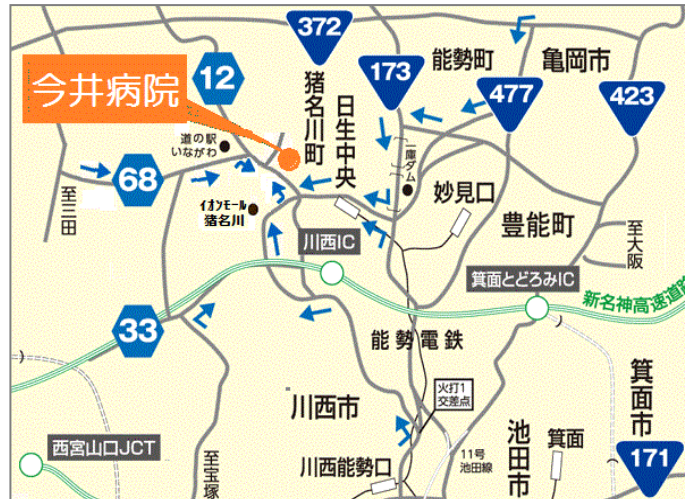 372
能勢町
亀岡市
12
173
今井病院
猪名川町
日生中央
477
423
道の駅
いながわ
一庫ダム
68
妙見口
至三田
イオンモール
猪名川
豊能町
至大阪
川西IC
箕面とどろみIC
新名神高速道路
33
能勢電鉄
箕面市
火打1
交差点
川西市
池田市
箕面
171
西宮山口JCT
至宝塚
川西能勢口
11号
池田線